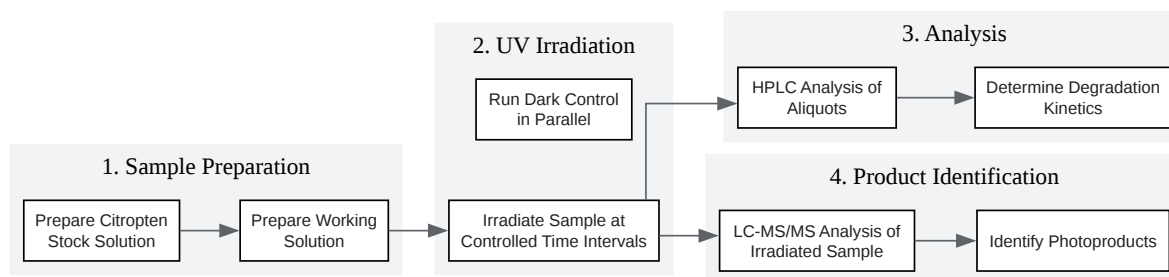 1. Sample Preparation
Prepare Citropten
Stock Solution
Prepare Working
Solution
2. UV Irradiation
Run Dark Control
in Parallel
Irradiate Sample at
Controlled Time Intervals
3. Analysis
HPLC Analysis of
Aliquots
Determine Degradation
Kinetics
4. Product Identification
LC-MS/MS Analysis of
Irradiated Sample
Identify Photoproducts